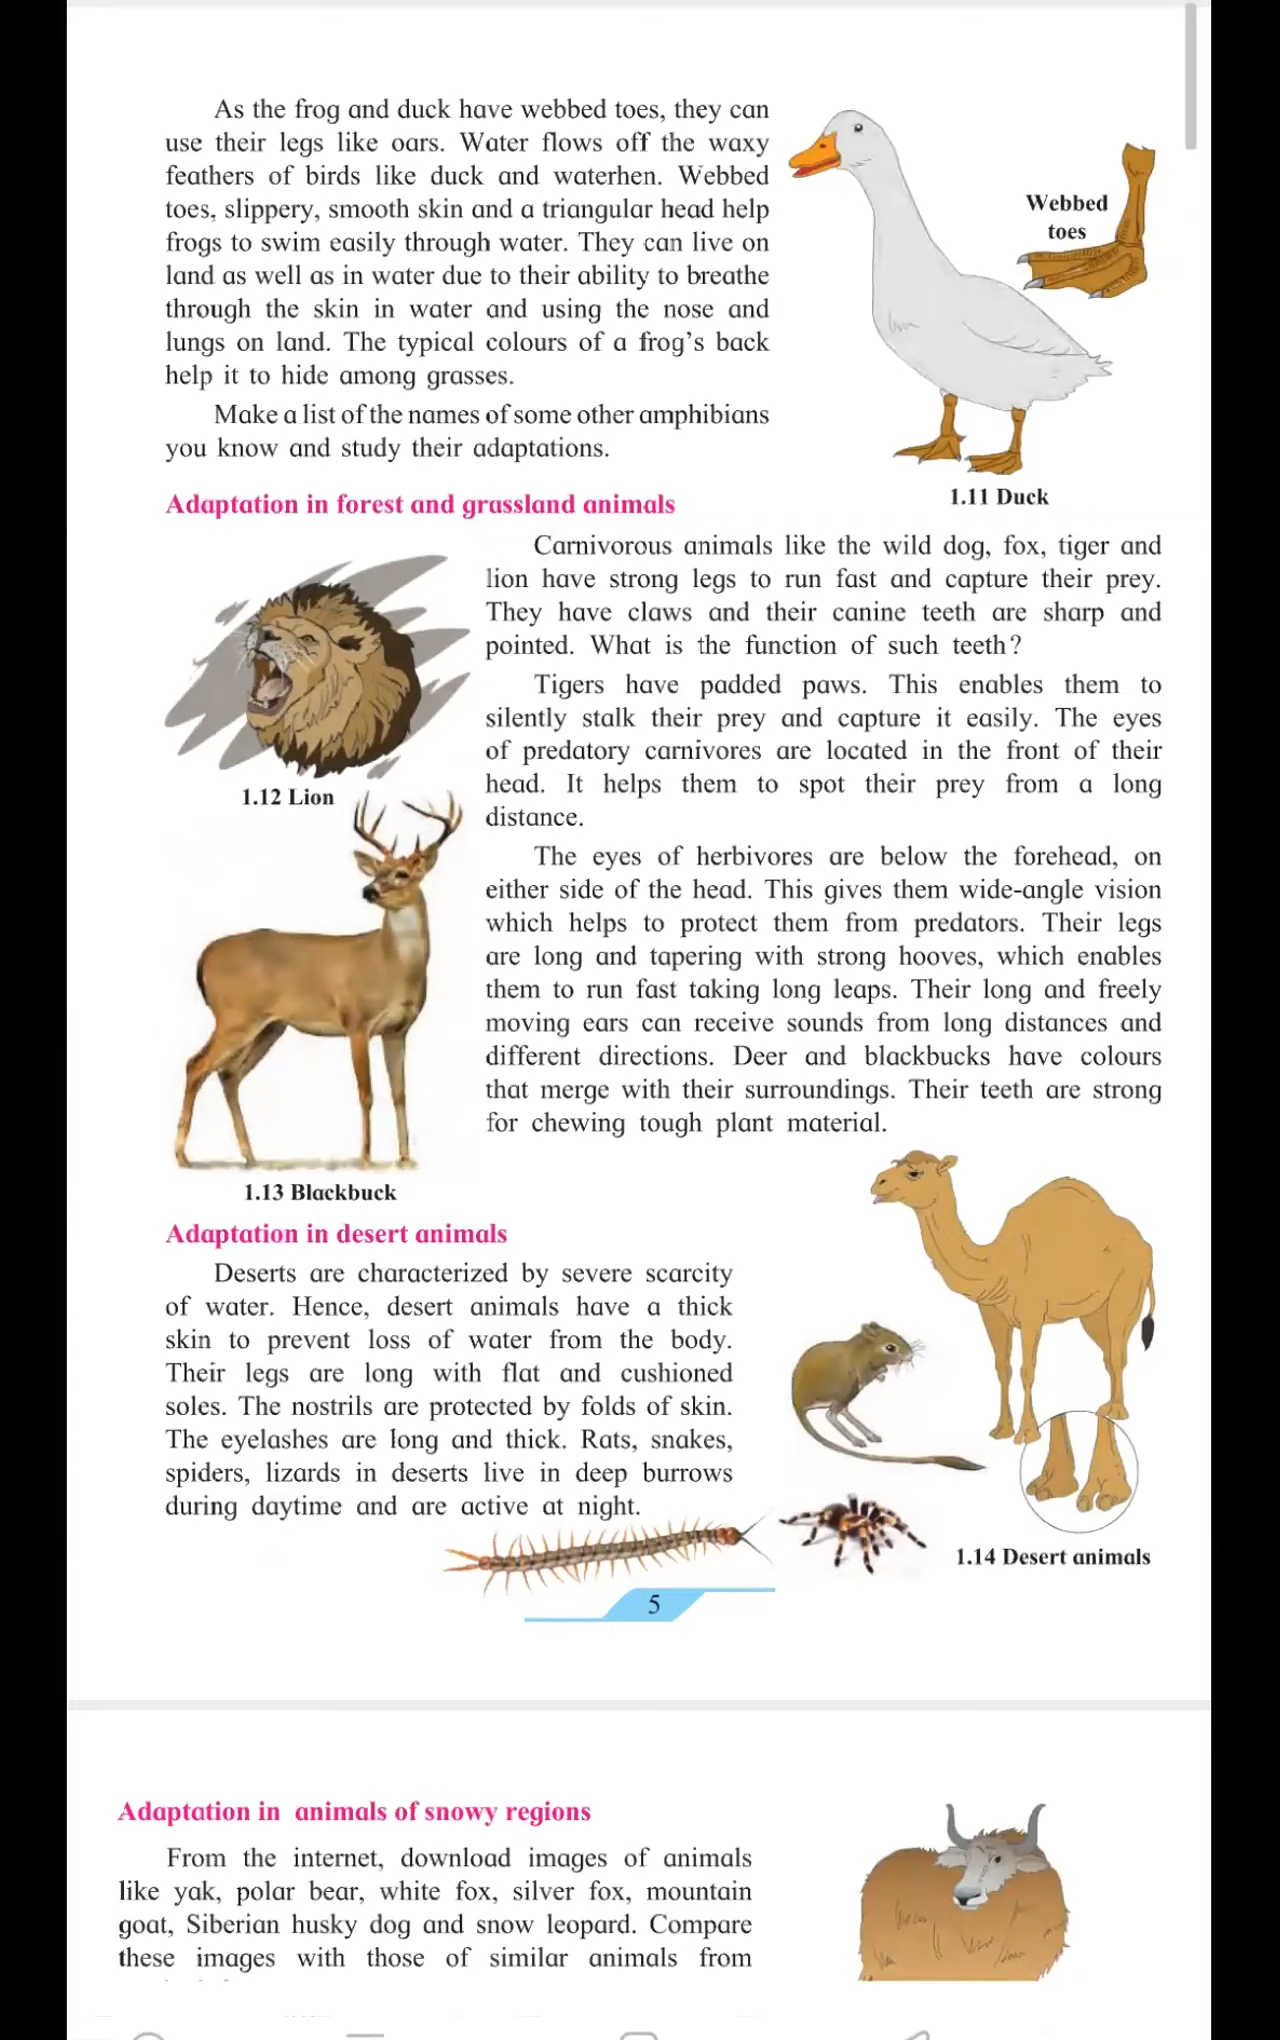 As the frog and duck have webbed toes, they can
use their legs like oars. Water flows off the waxy
feathers of birds like duck and waterhen. Webbed
toes, slippery, smooth skin and a triangular head help
frogs to swim easily through water. They can live on
land as well as in water due to their ability to breathe
through the skin in water and using the nose and
lungs on land. The typical colours of a frog's back
help it to hide among grasses.
Make a list of the names of some other amphibians
you know and study their adaptations.
Webbed
toes
1.11 Duck
Adaptation in forest and grassland animals
Carnivorous animals like the wild dog, fox, tiger and
lion have strong legs to run fast and capture their prey.
They have claws and their canine teeth are sharp and
pointed. What is the function of such teeth?
Tigers have padded paws. This enables them to
silently stalk their prey and capture it easily. The eyes
of predatory carnivores are located in the front of their
head. It helps them to spot their prey from a long
distance.
1.12 Lion
The eyes of herbivores are below the forehead, on
either side of the head. This gives them wide-angle vision
which helps to protect them from predators. Their legs
are long and tapering with strong hooves, which enables
them to run fast taking long leaps. Their long and freely
moving ears can receive sounds from long distances and
different directions. Deer and blackbucks have colours
that merge with their surroundings. Their teeth are strong
for chewing tough plant material.
1.13 Blackbuck
Adaptation in desert animals
Deserts are characterized by severe scarcity
of water. Hence, desert animals have a thick
skin to prevent loss of water from the body.
Their legs are long with flat and cushioned
soles. The nostrils are protected by folds of skin.
The eyelashes are long and thick. Rats, snakes,
spiders, lizards in deserts live in deep burrows
during daytime and are active at night.
1.14 Desert animals
5
Adaptation in animals of snowy regions
From the internet, download images of animals
like yak, polar bear, white fox, silver fox, mountain
goat, Siberian husky dog and snow leopard. Compare
these images with those of similar animals from